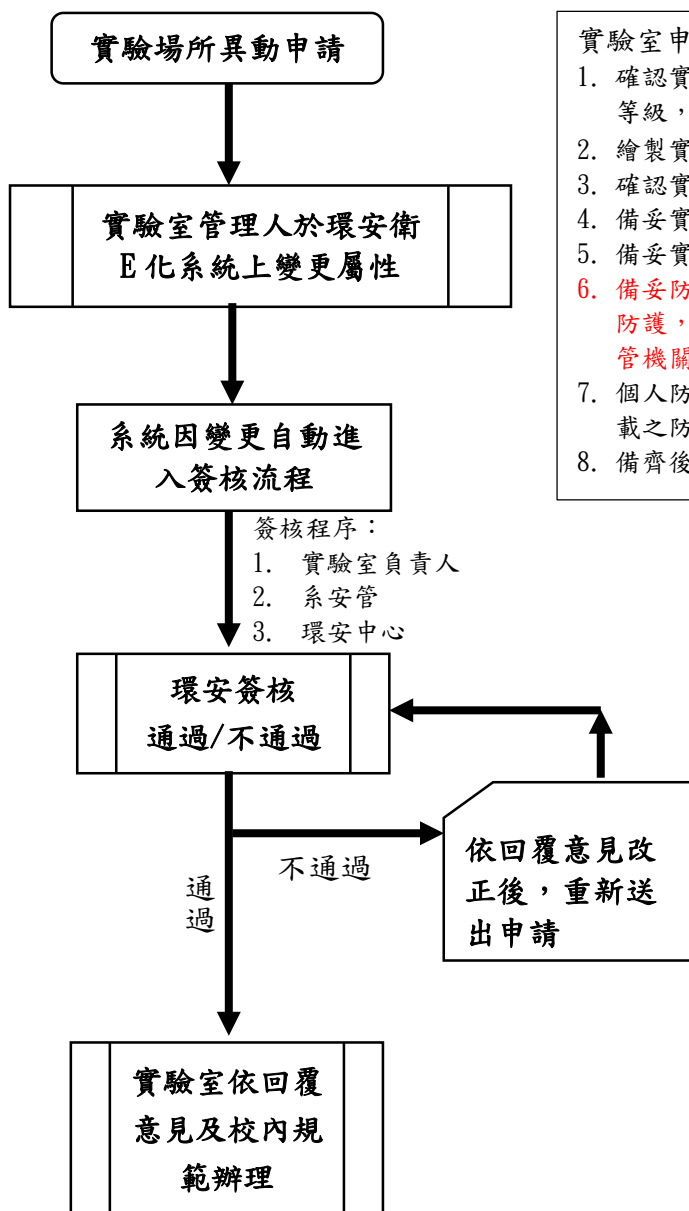 實驗場所異動申請
實驗室管理人於環安衛
E 化系統上變更屬性
系統因變更自動進
入簽核流程
簽核程序：
1. 實驗室負責人
2. 系安管
3. 環安中心
環安簽核
通過/不通過
不通過
通
過
依回覆意見改
正後，重新送
出申請
實驗室依回覆
意見及校內規
範辦理
實驗室申
1. 確認實
等級，
2. 繪製實
3. 確認實
4. 備妥實
5. 備妥實
6. 備妥防
防護，
管機關
7. 個人防
載之防
8. 備齊後